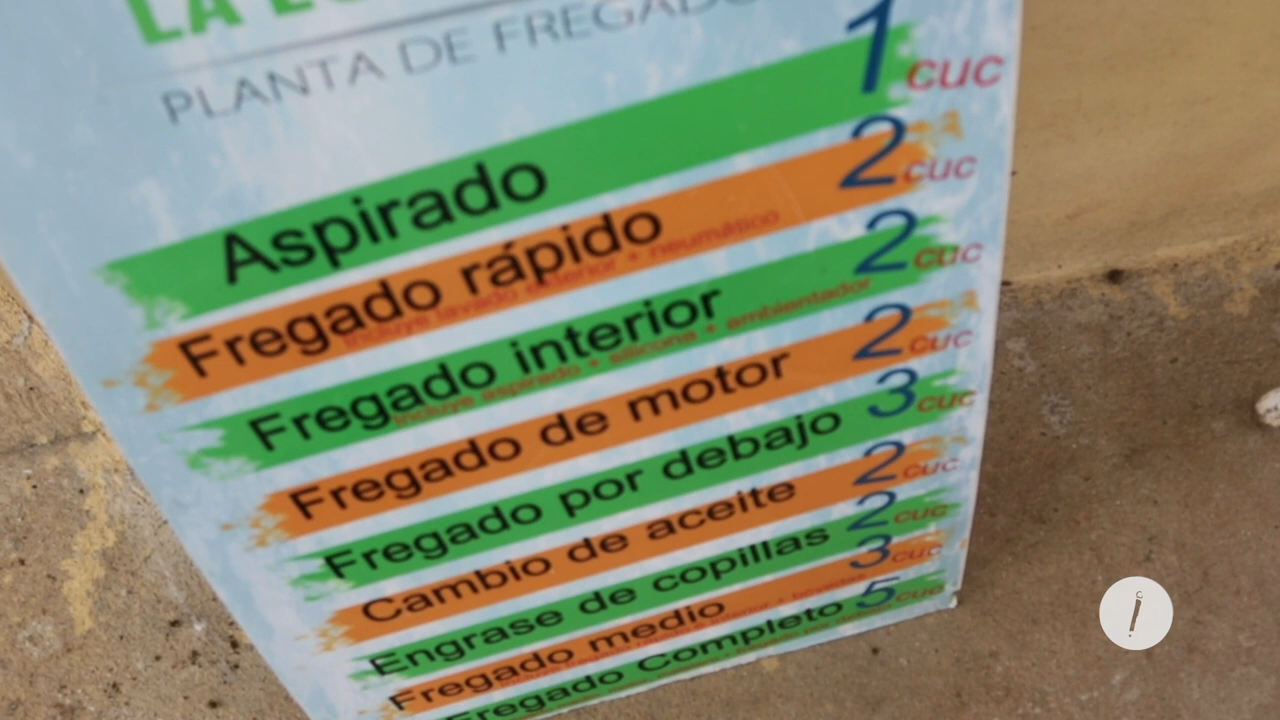 LA
PLANTA DE FREGADO
Aspirado 1 cuc
Fregado rápido 2 cuc
Incluye lavado exterior + neumático
Fregado interior 2 cuc
Incluye aspirado + silicona + ambientador
Fregado de motor 2 cuc
Fregado por debajo 3 cuc
Cambio de aceite 2 cuc
Engrase de copillas 2 cuc
Fregado medio 3 cuc
Fregado Completo 5 cuc